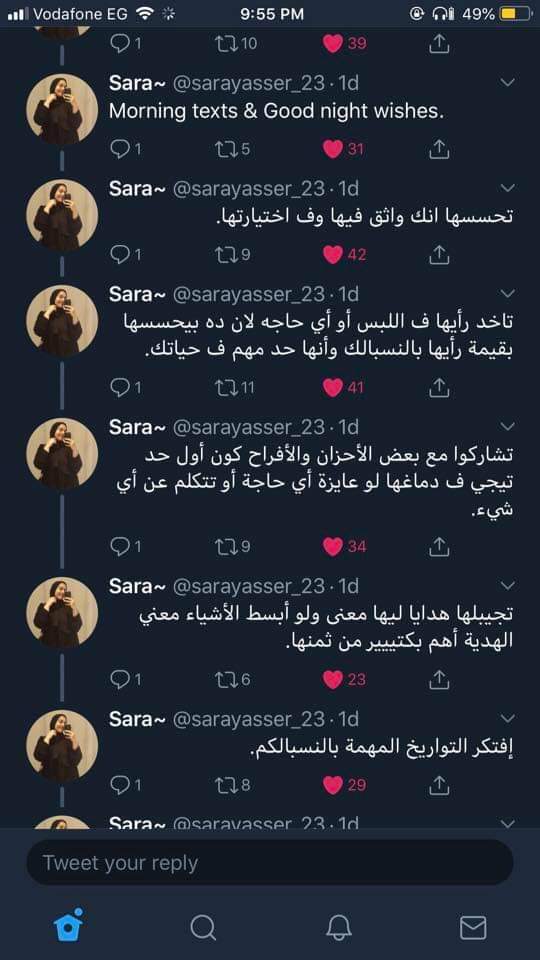 Vodafone EG 9:55 PM 49%
1 10 39
Sara~ @sarayasser_23 · 1d
Morning texts & Good night wishes.
1 5 31
Sara~ @sarayasser_23 · 1d
تحسسها انك واثق فيها وف اختيارتها.
1 9 42
Sara~ @sarayasser_23 · 1d
تاخد رأيها ف اللبس أو أي حاجه لان ده بيحسسها
بقيمة رأيها بالنسبالك وأنها حد مهم ف حياتك.
1 11 41
Sara~ @sarayasser_23 · 1d
تشاركوا مع بعض الأحزان والأفراح كون أول حد
تيجي ف دماغها لو عايزة أي حاجة أو تتكلم عن أي
شيء.
1 9 34
Sara~ @sarayasser_23 · 1d
تجيبلها هدايا ليها معنى ولو أبسط الأشياء معني
الهدية أهم بكتيييير من ثمنها.
1 6 23
Sara~ @sarayasser_23 · 1d
إفتكر التواريخ المهمة بالنسبالكم.
1 8 29
Sara~ @sarayasser_23 · 1d
Tweet your reply